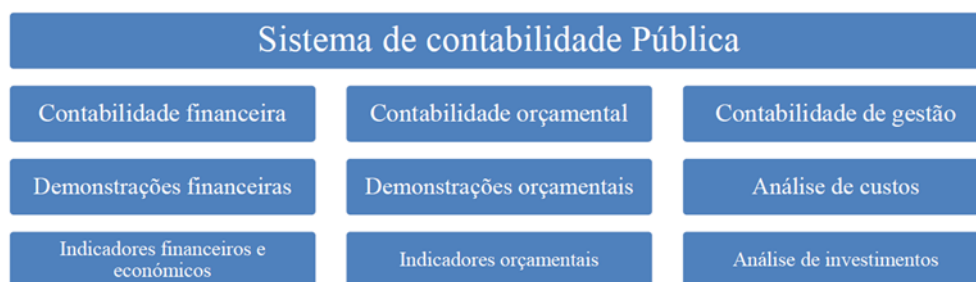 Sistema de contabilidade Pública
Contabilidade financeira
Contabilidade orçamental
Contabilidade de gestão
Demonstrações financeiras
Demonstrações orçamentais
Análise de custos
Indicadores financeiros e
económicos
Indicadores orçamentais
Análise de investimentos